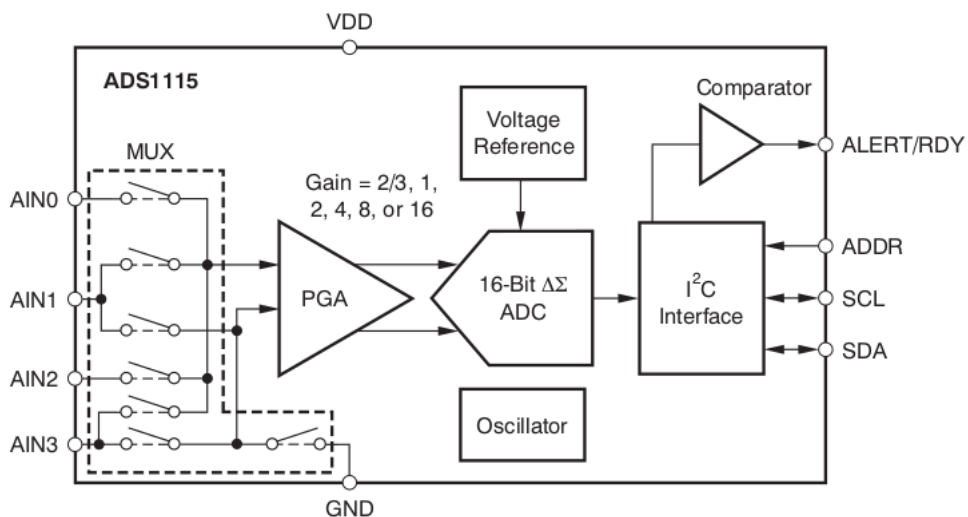 VDD
ADS1115
Comparator
Voltage
Reference
MUX
ALERT/RDY
Gain = 2/3, 1,
2, 4, 8, or 16
AIN0
ADDR
AIN1
PGA
16-Bit ΔΣ
ADC
I²C
Interface
SCL
SDA
AIN2
Oscillator
AIN3
GND